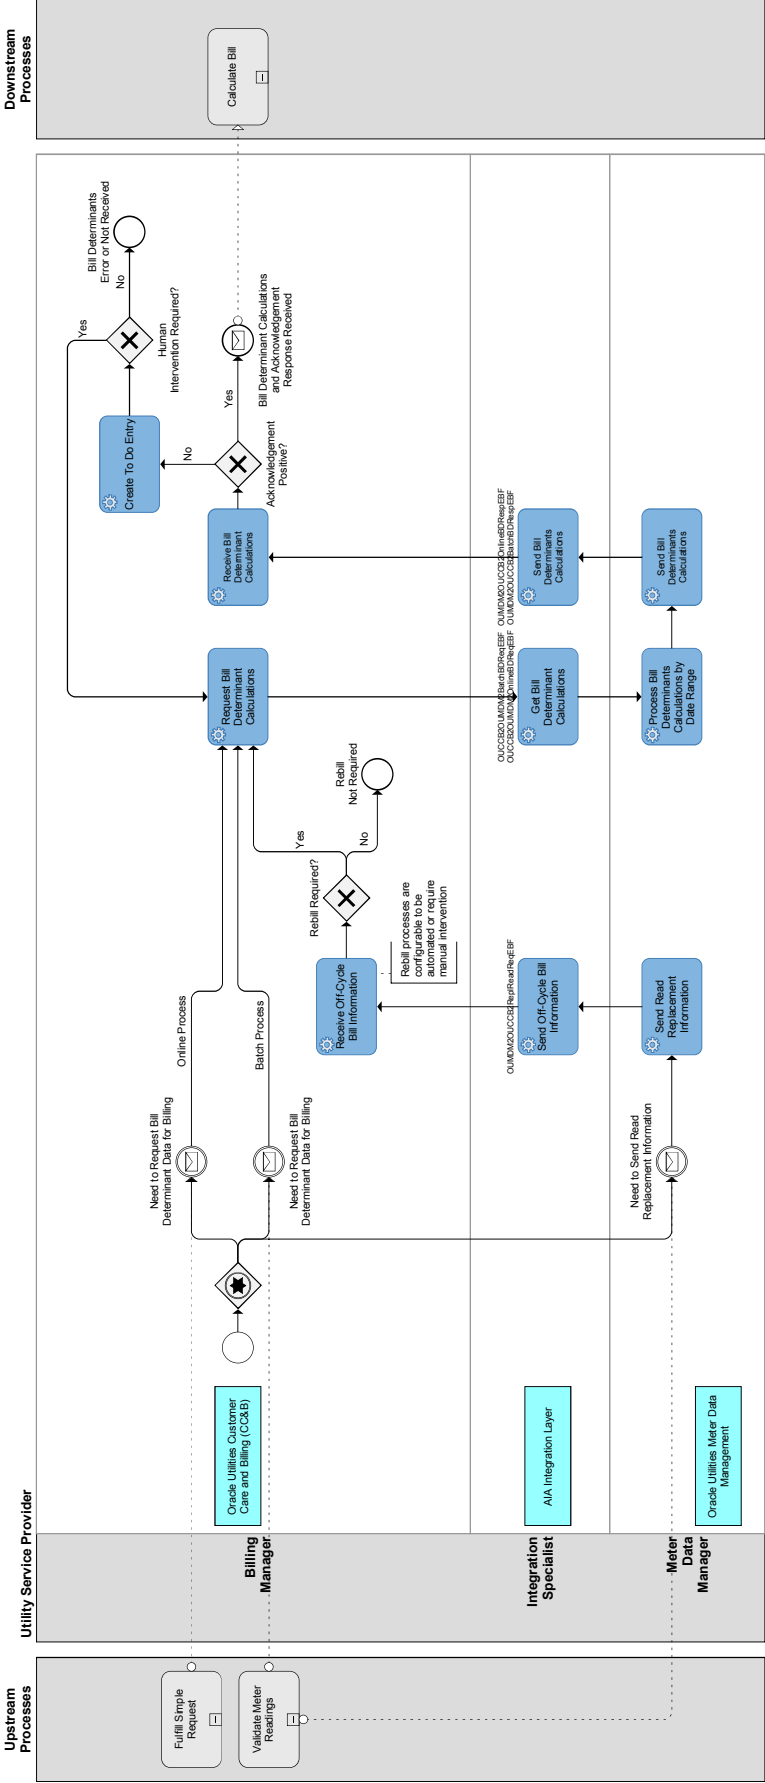 Upstream
Processes
Fulfill Simple
Request
Validate Meter
Readings
Utility Service Provider
Billing
Manager
Integration
Specialist
Meter
Data
Manager
Oracle Utilities Customer
Care and Billing (CC&B)
AIA Integration Layer
Oracle Utilities Meter Data
Management
Need to Request Bill
Determinant Data for Billing
Need to Request Bill
Determinant Data for Billing
Need to Send Read
Replacement Information
Online Process
Batch Process
Receive Off-Cycle
Bill Information
OUMDM2OUCCB2ReplReadReqEBF
Send Off-Cycle Bill
Information
Send Read
Replacement
Information
Rebill processes are
configurable to be
automated or require
manual intervention
Rebill Required?
Yes
No
Rebill
Not Required
Request Bill
Determinant
Calculations
OUCCB2OUMDM2BatchBDReqEBF
OUCCB2OUMDM2OnlineBDReqEBF
Get Bill
Determinant
Calculations
Process Bill
Determinants
Calculations by
Date Range
Receive Bill
Determinant
Calculations
OUMDM2OUCCB2OnlineBDRespEBF
OUMDM2OUCCB2BatchBDRespEBF
Send Bill
Determinants
Calculations
Send Bill
Determinants
Calculations
Acknowledgement
Positive?
No
Yes
Create To Do Entry
Human
Intervention Required?
Yes
No
Bill Determinants
Error or Not Received
Bill Determinant Calculations
and Acknowledgement
Response Received
Downstream
Processes
Calculate Bill